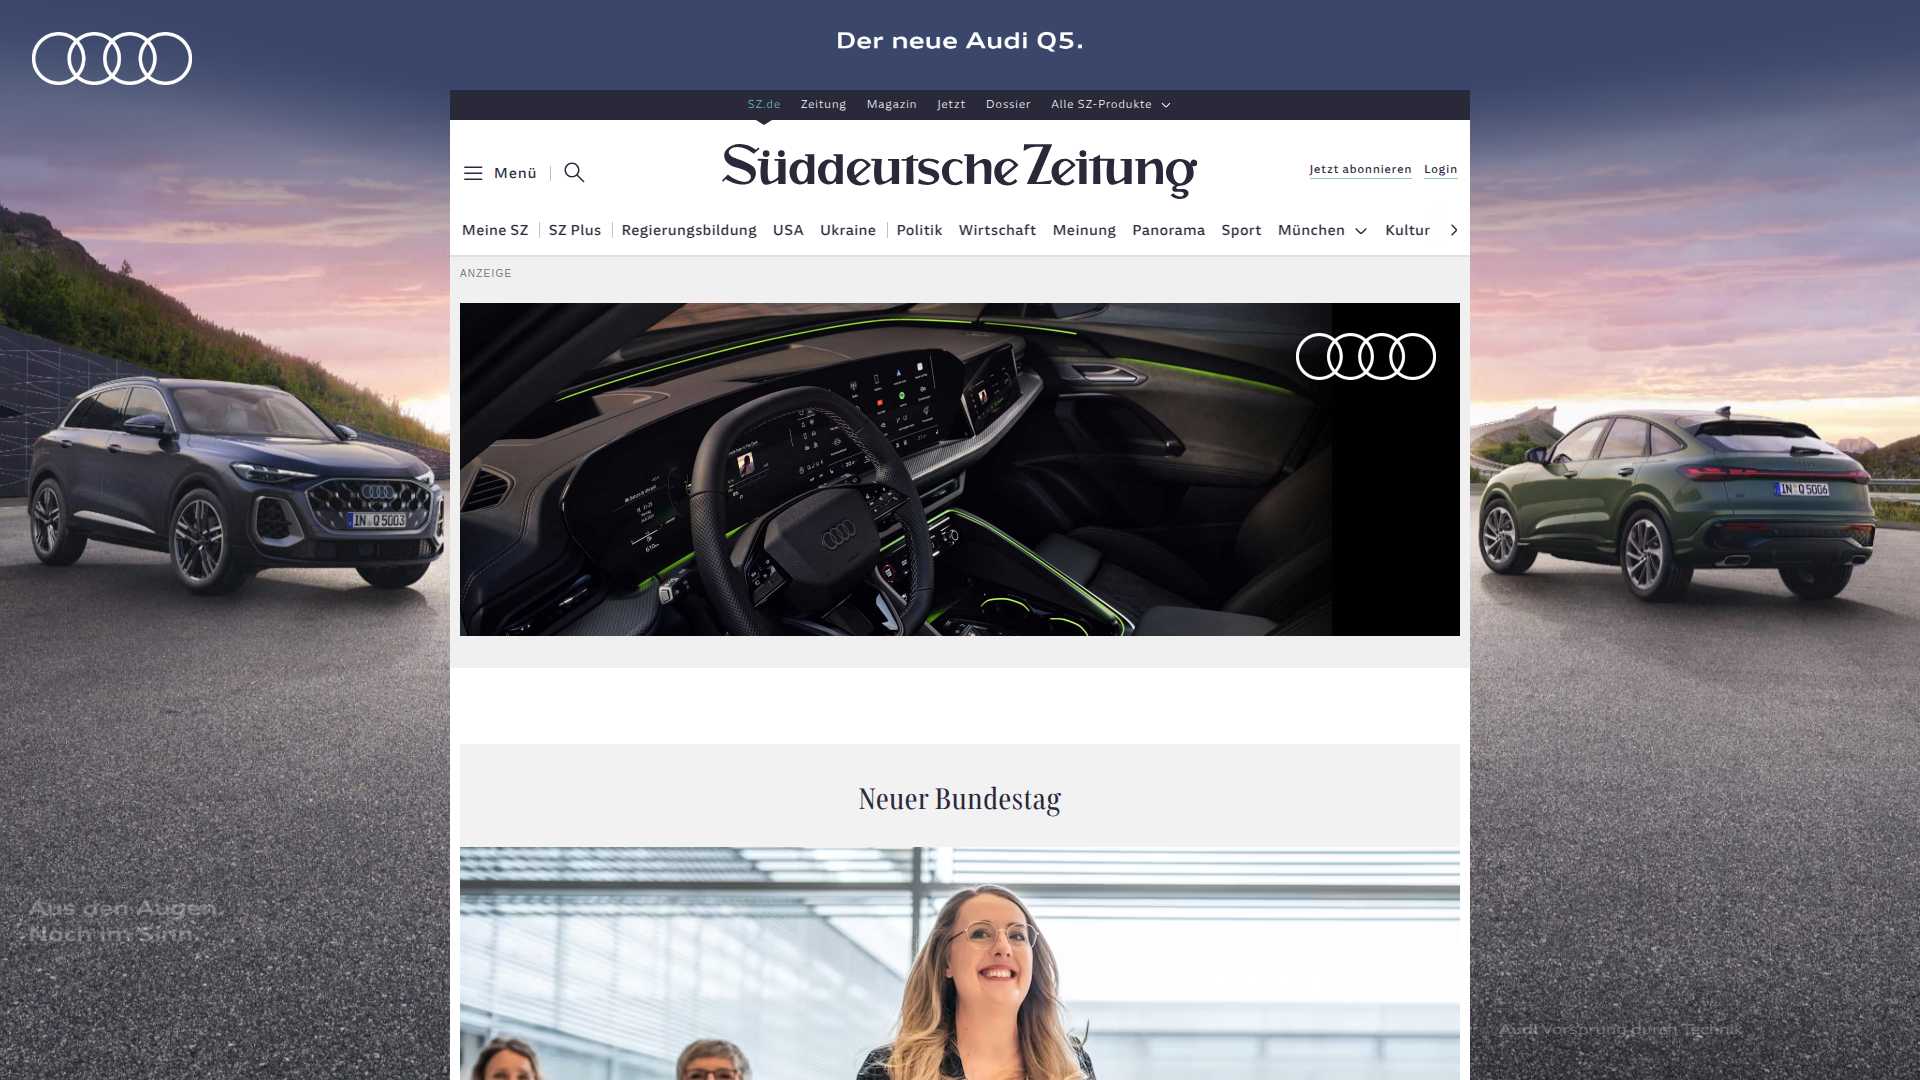 Der neue Audi Q5.
SZ.de Zeitung Magazin Jetzt Dossier Alle SZ-Produkte
Menü
Süddeutsche Zeitung
Jetzt abonnieren Login
Meine SZ SZ Plus Regierungsbildung USA Ukraine Politik Wirtschaft Meinung Panorama Sport München Kultur
ANZEIGE
IN Q 5003
IN Q 5006
Neuer Bundestag
Aus den Augen.
Noch im Sinn.
Audi Vorsprung durch Technik